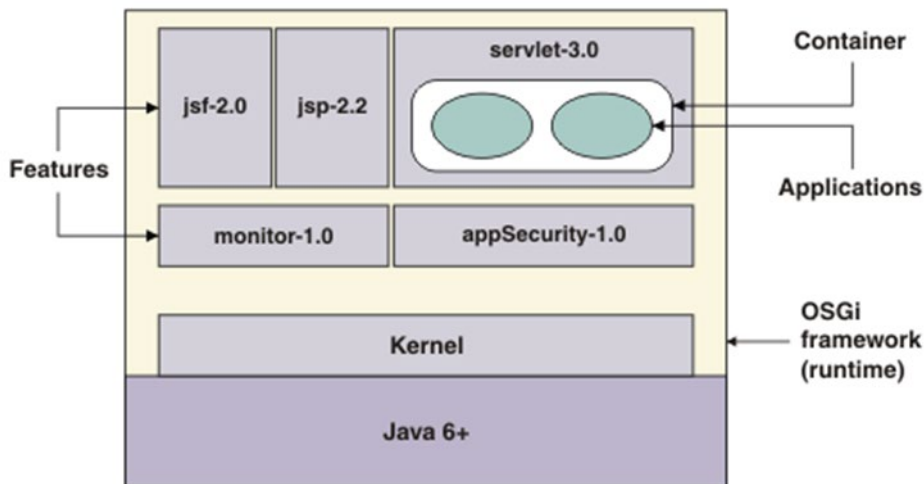 servlet-3.0
Container
jsf-2.0
jsp-2.2
Features
Applications
monitor-1.0
appSecurity-1.0
OSGi
framework
(runtime)
Kernel
Java 6+